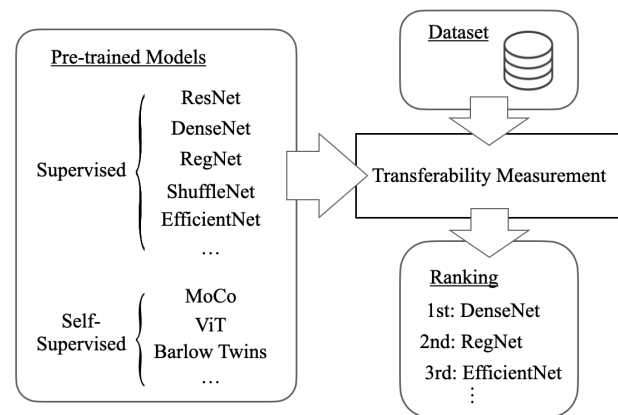 Pre-trained Models
Supervised
ResNet
DenseNet
RegNet
ShuffleNet
EfficientNet
...
Self-
Supervised
MoCo
ViT
Barlow Twins
...
Dataset
Transferability Measurement
Ranking
1st: DenseNet
2nd: RegNet
3rd: EfficientNet
⋮